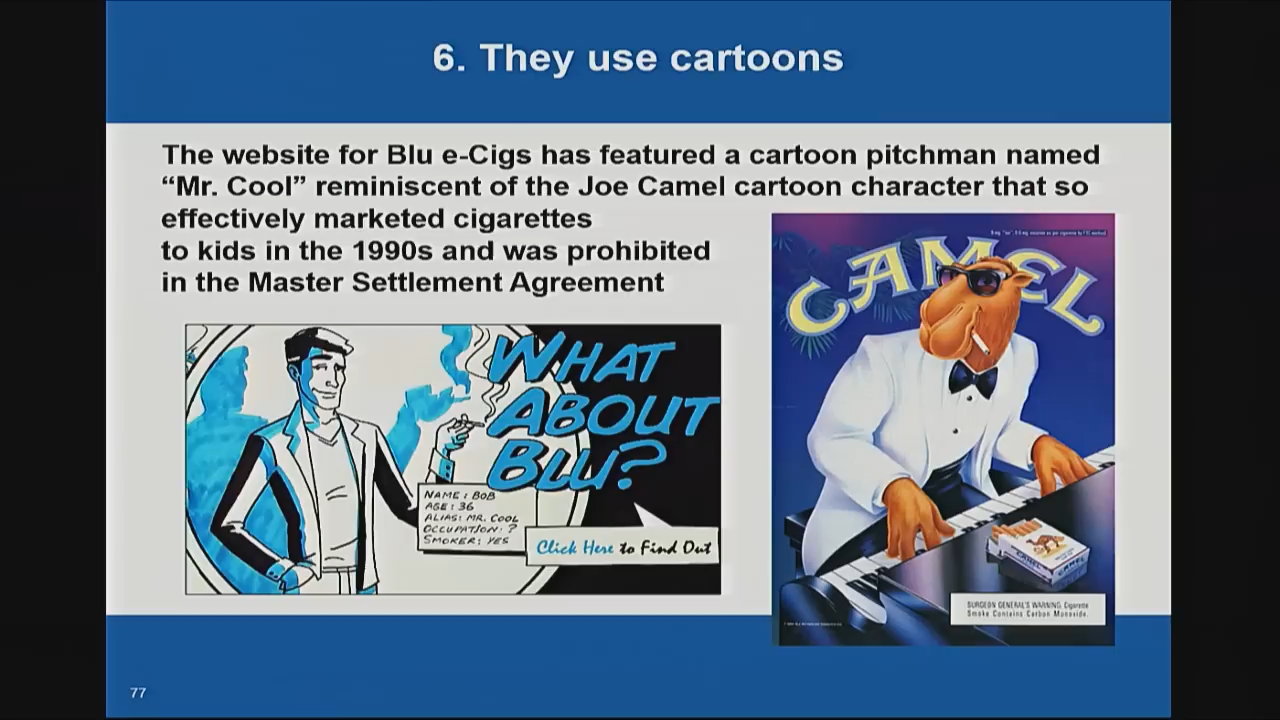 6. They use cartoons
The website for Blu e-Cigs has featured a cartoon pitchman named
“Mr. Cool” reminiscent of the Joe Camel cartoon character that so
effectively marketed cigarettes
to kids in the 1990s and was prohibited
in the Master Settlement Agreement
WHAT
ABOUT
BLU?
NAME: BOB
AGE: 36
ALIAS: MR. COOL
OCCUPATION: ?
SMOKER: YES
Click Here to Find Out
CAMEL
CAMEL
CAMEL
SURGEON GENERAL'S WARNING: Cigarette
Smoke Contains Carbon Monoxide.
77